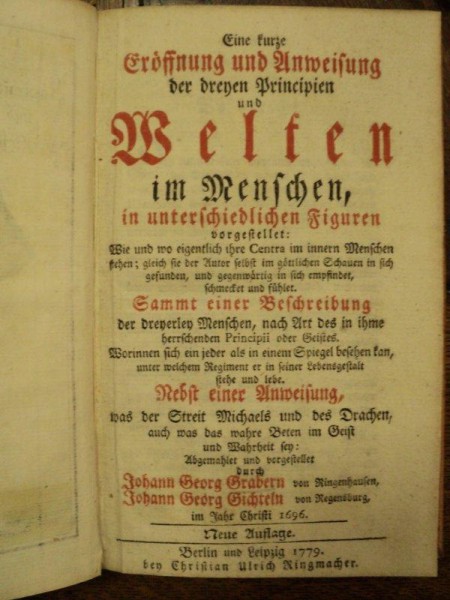 Eine kurze
Eröffnung und Anweisung
der dreyen Principien
und
Welten
im Menschen,
in unterschiedlichen Figuren
vorgestellet:
Wie und wo eigentlich ihre Centra im innern Menschen
stehen; gleich sie der Autor selbst im göttlichen Schauen in sich
gefunden, und gegenwärtig in sich empfindet,
schmecket und fühlet.
Sammt einer Beschreibung
der dreyerley Menschen, nach Art des in ihme
herrschenden Principii oder Geistes.
Worinnen sich ein jeder als in einem Spiegel besehen kan,
unter welchem Regiment er in seiner Lebensgestalt
stehe und lebe.
Nebst einer Anweisung,
was der Streit Michaels und des Drachen,
auch was das wahre Beten im Geist
und Wahrheit sey:
Abgemahlet und vorgestellet
durch
Johann Georg Grabern von Ringenhausen,
Johann Georg Gichteln von Regensburg,
im Jahr Christi 1696.
Neue Auflage.
Berlin und Leipzig 1779.
bey Christian Ulrich Ringmacher.